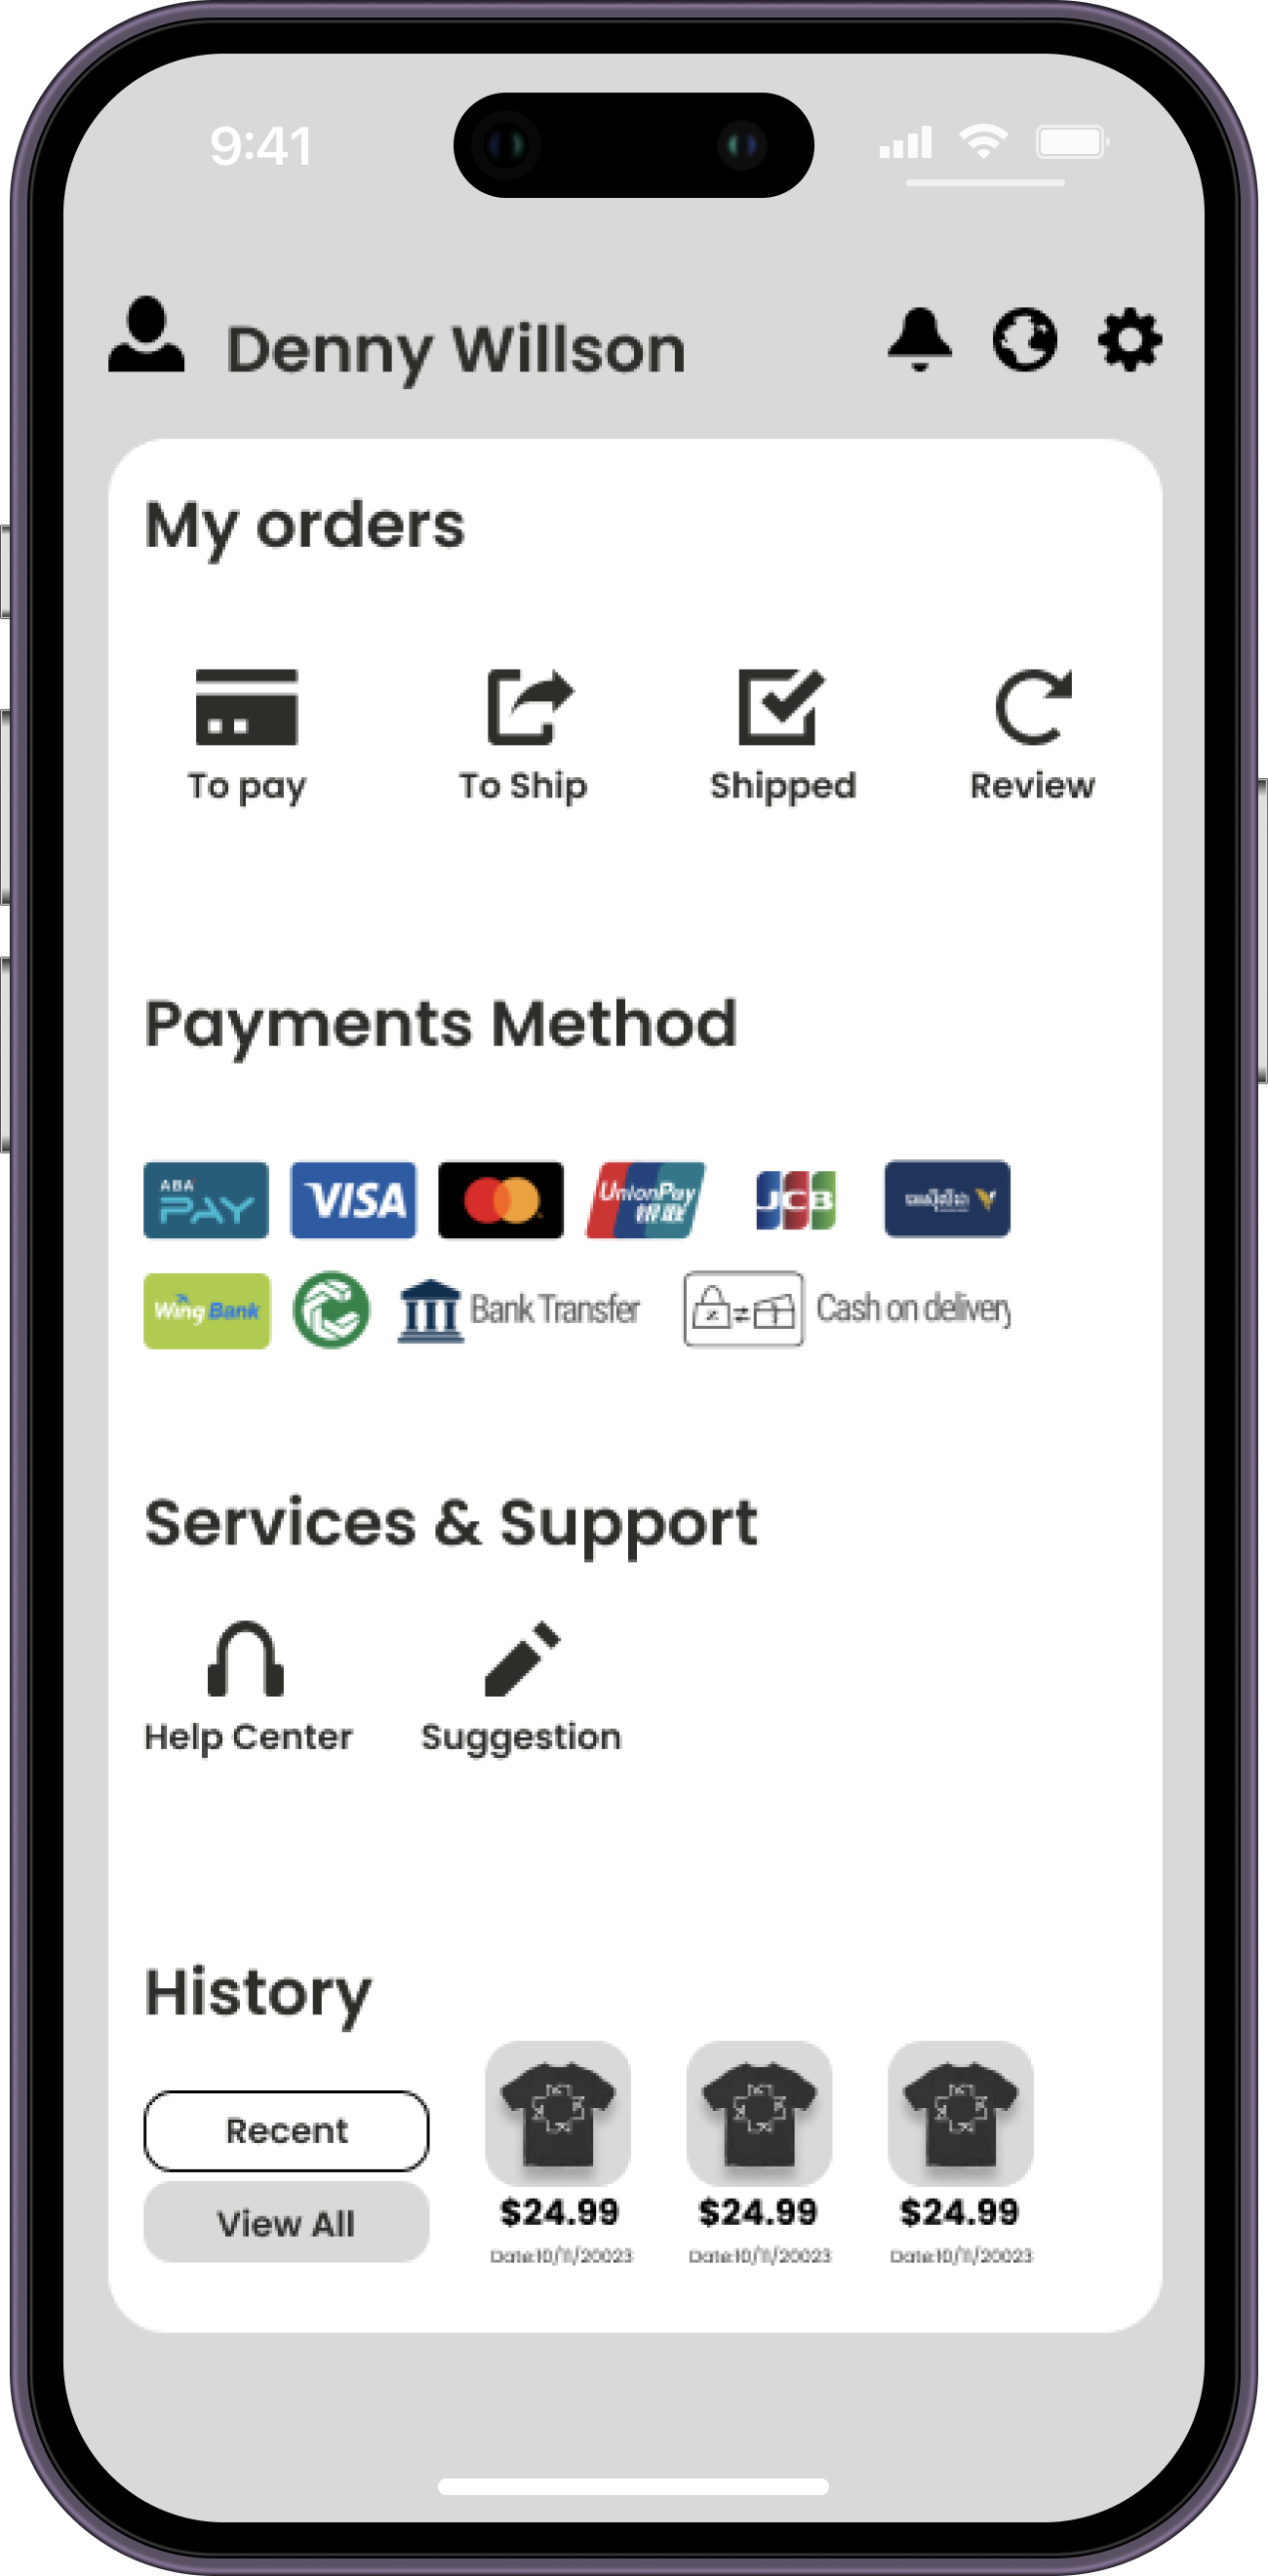 9:41
Denny Willson
My orders
To pay To Ship Shipped Review
Payments Method
ABA PAY VISA UnionPay 银联 JCB
Wing Bank Bank Transfer Cash on delivery
Services & Support
Help Center Suggestion
History
Recent
View All
$24.99 $24.99 $24.99
Date:10/11/20023 Date:10/11/20023 Date:10/11/20023